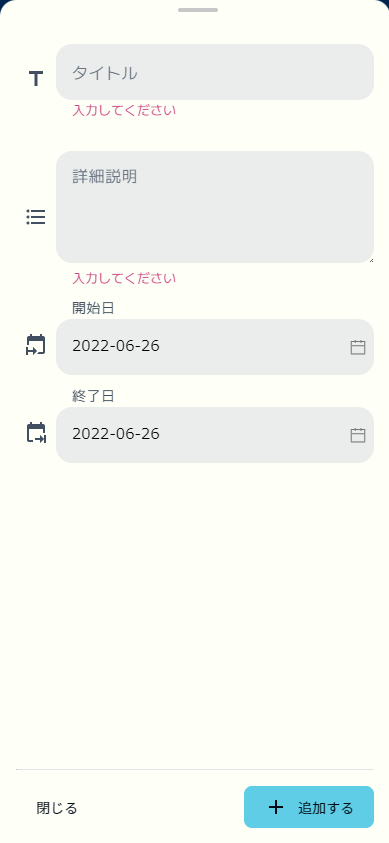 タイトル
入力してください
詳細説明
入力してください
開始日
2022-06-26
終了日
2022-06-26
閉じる
追加する